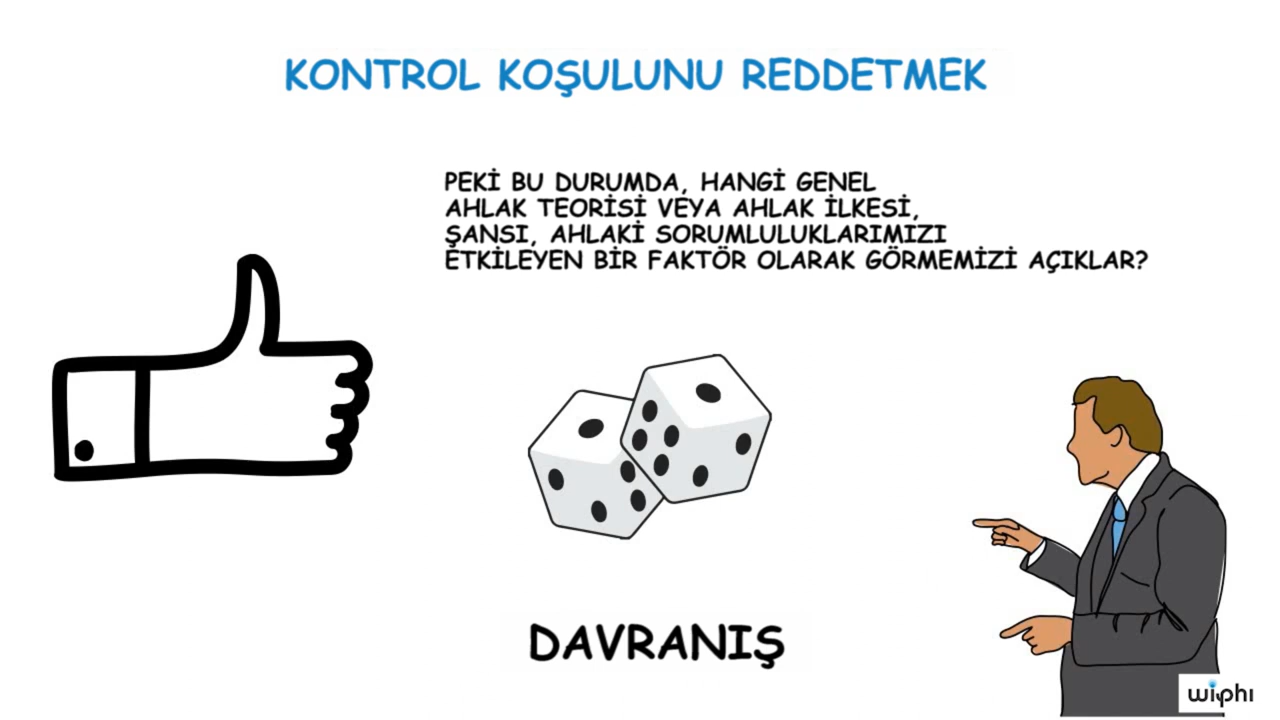 KONTROL KOŞULUNU REDDETMEK
PEKİ BU DURUMDA, HANGİ GENEL
AHLAK TEORİSİ VEYA AHLAK İLKESİ,
ŞANSI, AHLAKİ SORUMLULUKLARIMIZI
ETKİLEYEN BİR FAKTÖR OLARAK GÖRMEMİZİ AÇIKLAR?
DAVRANIŞ
wiphi